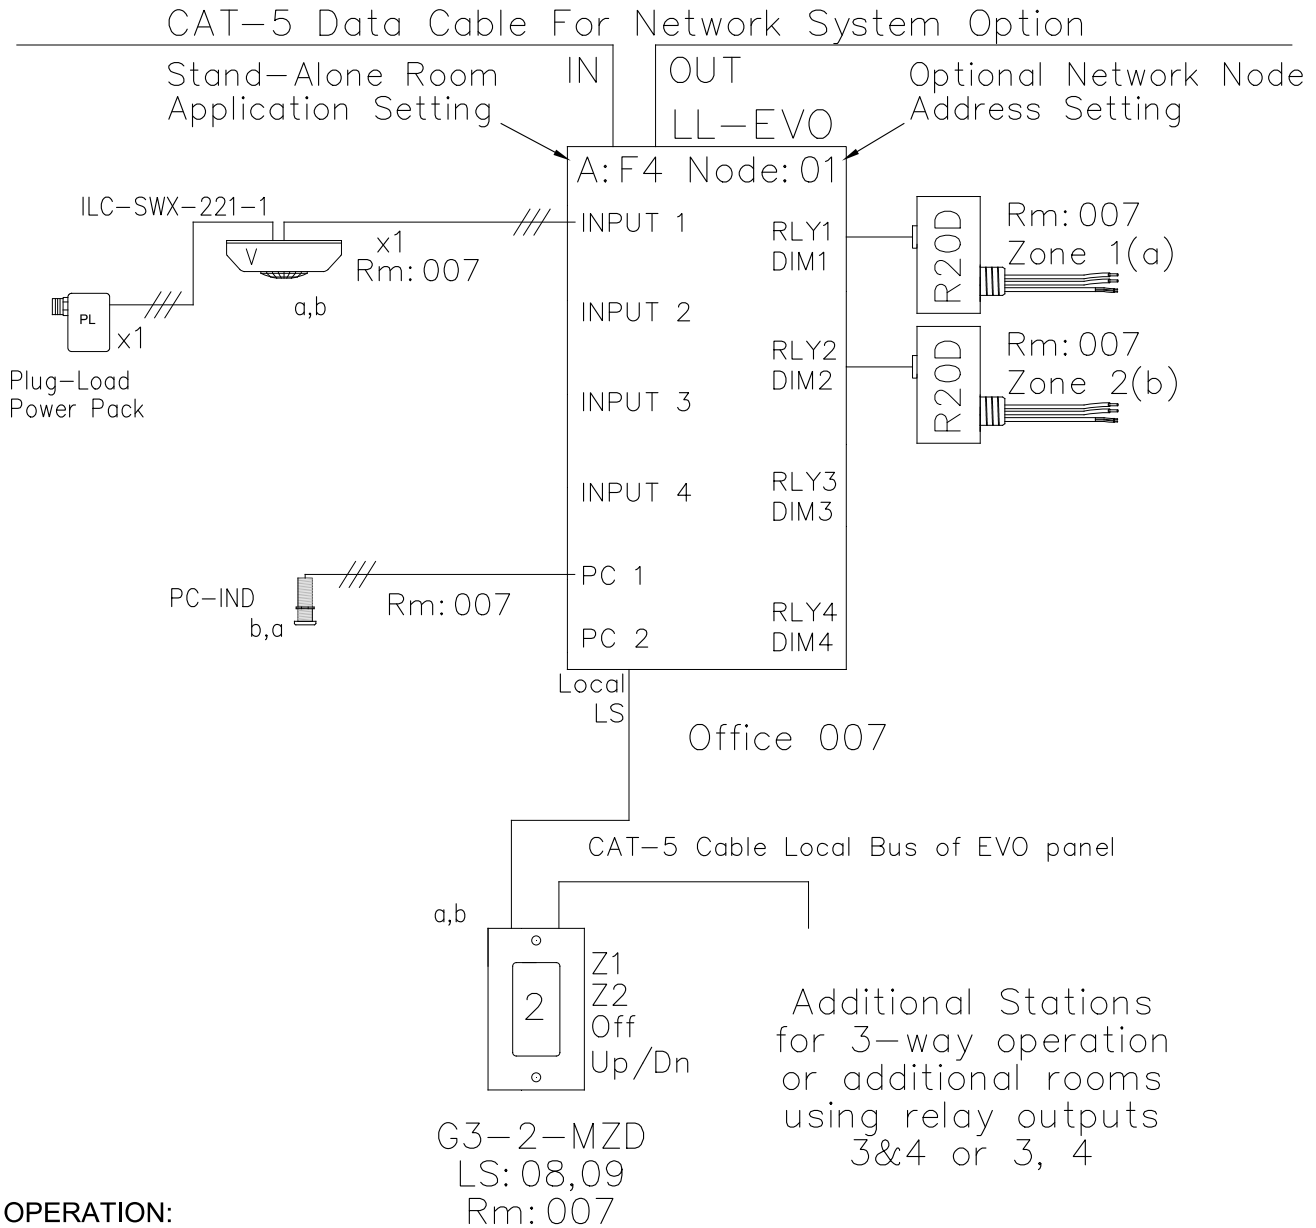 CAT-5 Data Cable For Network System Option
Stand-Alone Room
Application Setting
IN
OUT
Optional Network Node
Address Setting
LL-EVO
A:F4 Node:01
ILC-SWX-221-1
V
x1
Rm:007
a,b
PL
x1
Plug-Load
Power Pack
INPUT 1
INPUT 2
INPUT 3
INPUT 4
PC 1
PC 2
RLY1
DIM1
RLY2
DIM2
RLY3
DIM3
RLY4
DIM4
R20D
Rm:007
Zone 1(a)
R20D
Rm:007
Zone 2(b)
PC-IND
b,a
Rm:007
Local
LS
Office 007
CAT-5 Cable Local Bus of EVO panel
a,b
2
Z1
Z2
Off
Up/Dn
Additional Stations
for 3-way operation
or additional rooms
using relay outputs
3&4 or 3, 4
G3-2-MZD
LS:08,09
Rm:007
OPERATION: